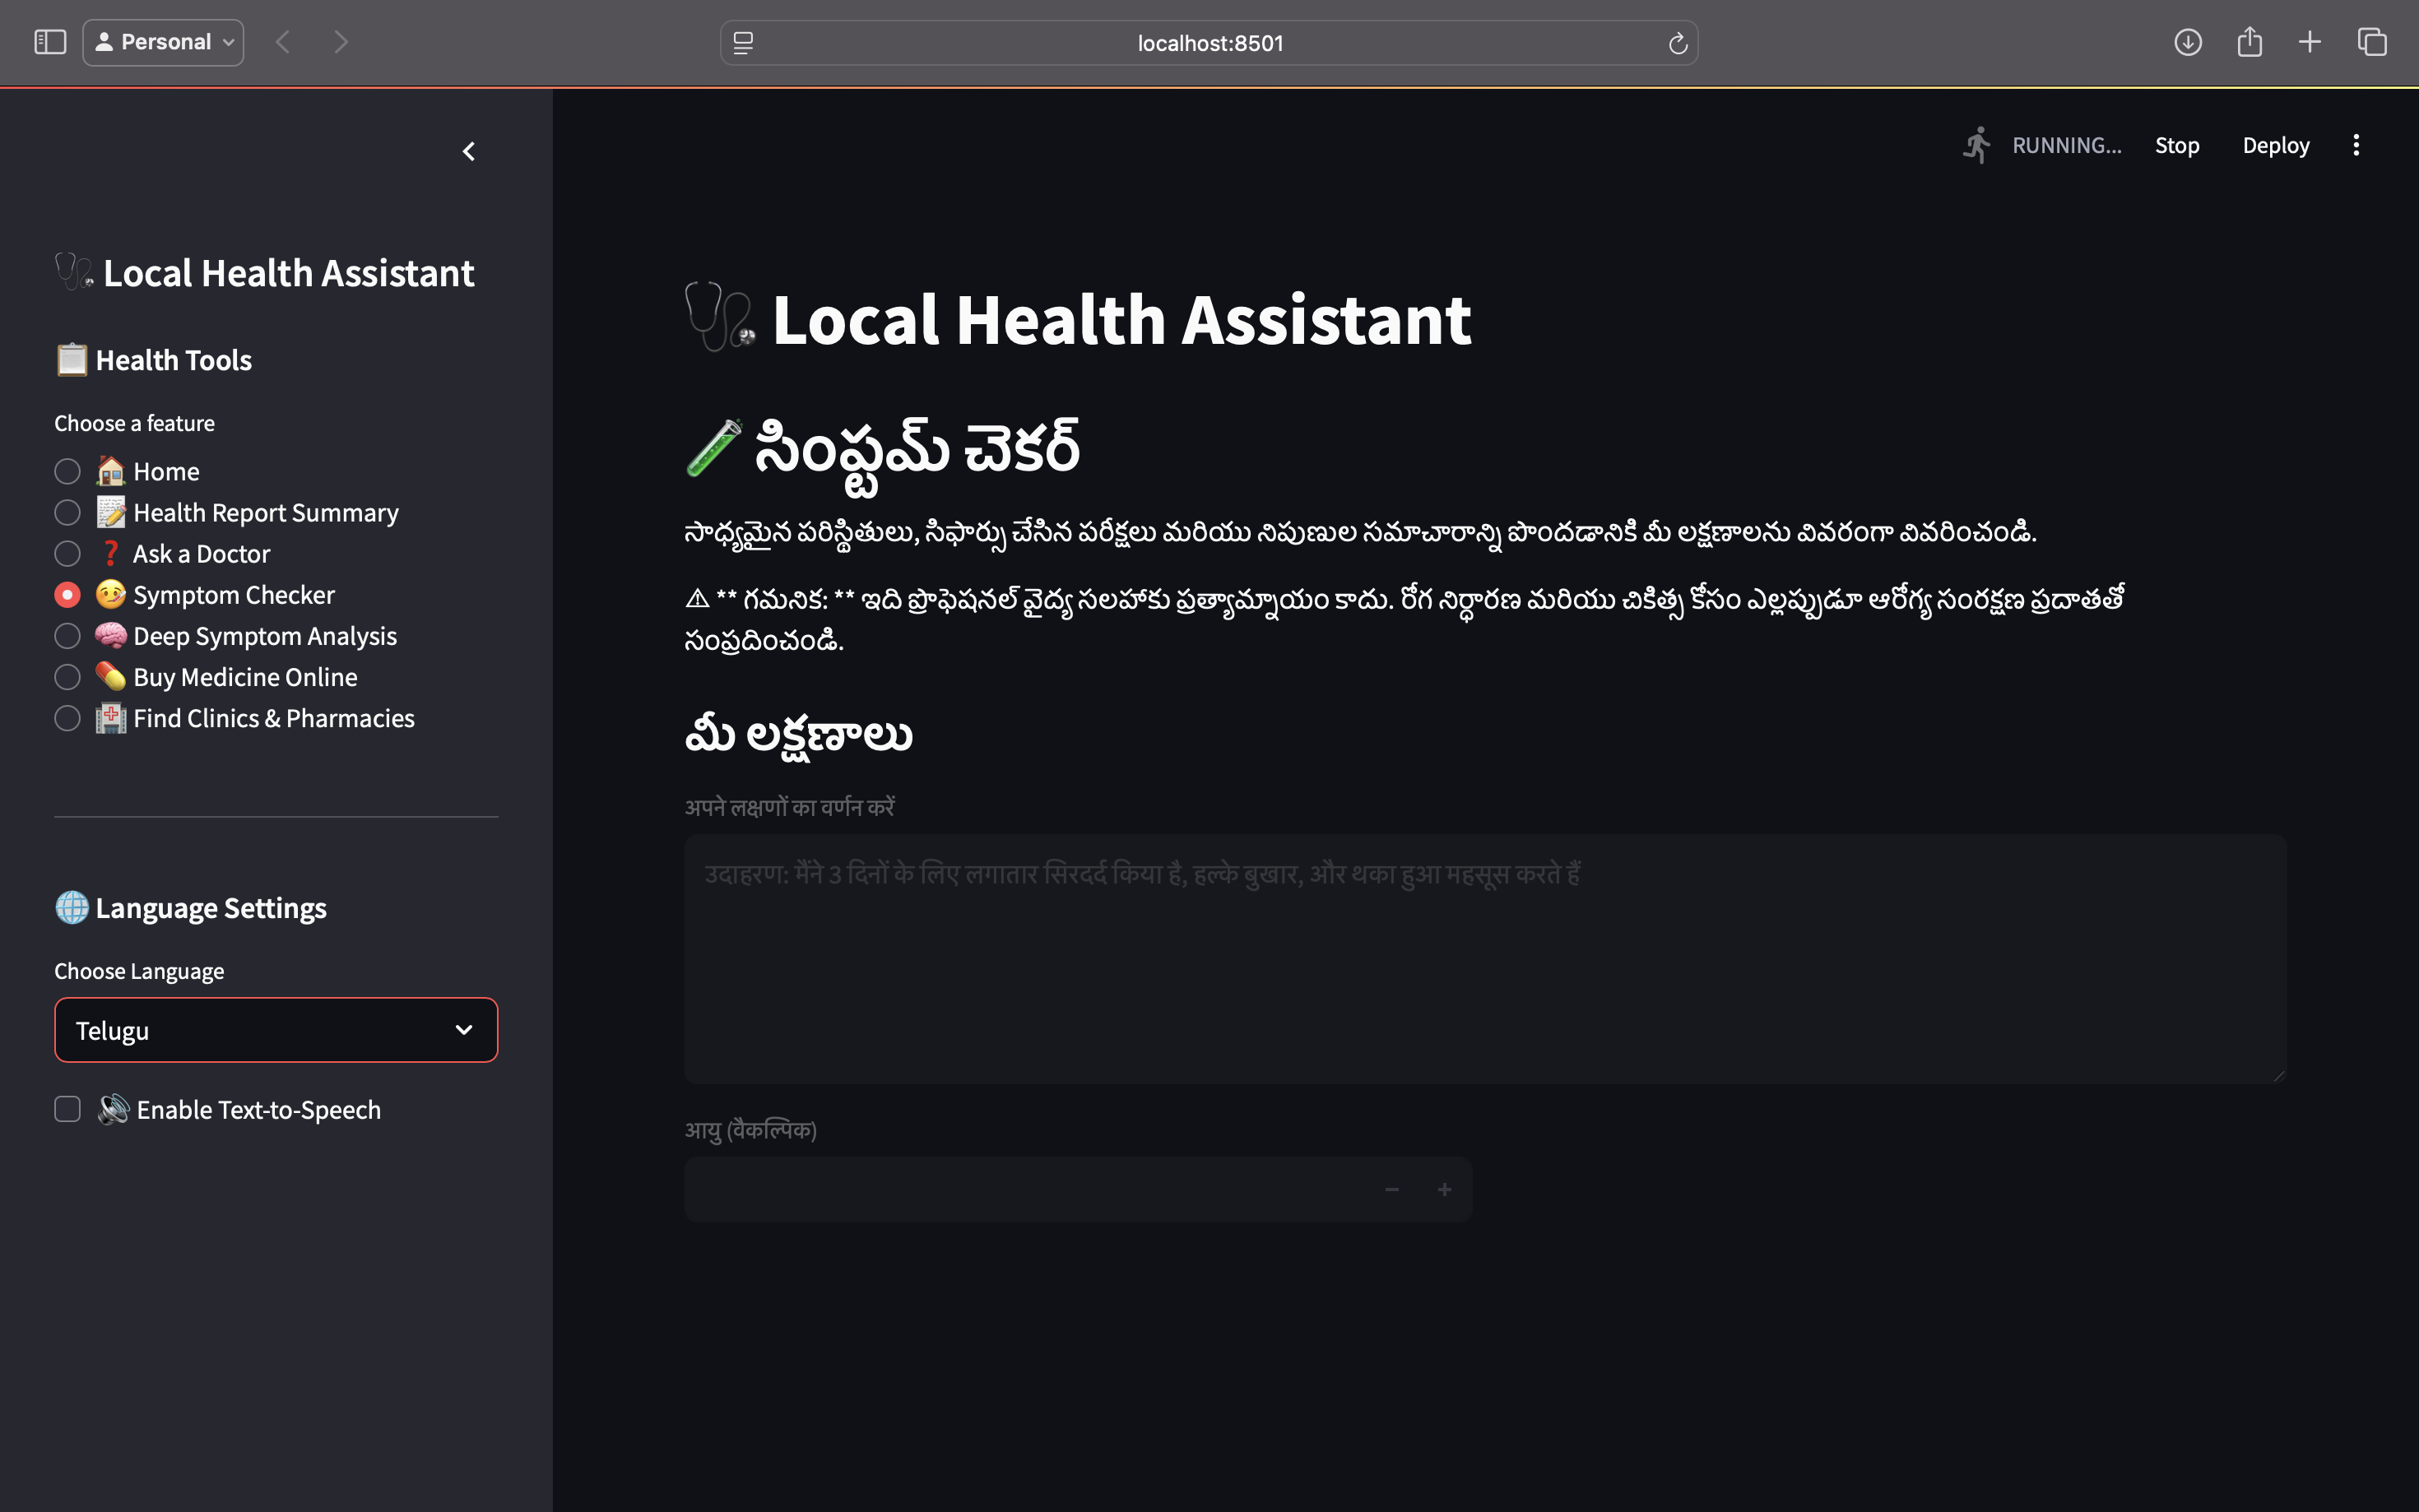 Personal
localhost:8501
RUNNING...
Stop
Deploy
🩺 Local Health Assistant
📋 Health Tools
Choose a feature
🏠 Home
📝 Health Report Summary
❓ Ask a Doctor
🤒 Symptom Checker
🧠 Deep Symptom Analysis
💊 Buy Medicine Online
🏥 Find Clinics & Pharmacies
🌐 Language Settings
Choose Language
Telugu
🔊 Enable Text-to-Speech
🩺 Local Health Assistant
🧪 సింప్టమ్ చెకర్
సాధ్యమైన పరిస్థితులు, సిఫార్సు చేసిన పరీక్షలు మరియు నిపుణుల సమాచారాన్ని పొందడానికి మీ లక్షణాలను వివరంగా వివరించండి.
⚠ ** గమనిక: ** ఇది ప్రొఫెషనల్ వైద్య సలహాకు ప్రత్యామ్నాయం కాదు. రోగ నిర్ధారణ మరియు చికిత్స కోసం ఎల్లప్పుడూ ఆరోగ్య సంరక్షణ ప్రదాతతో
సంప్రదించండి.
మీ లక్షణాలు
अपने लक्षणों का वर्णन करें
उदाहरण: मैंने 3 दिनों के लिए लगातार सिरदर्द किया है, हल्के बुखार, और थका हुआ महसूस करते हैं
आयु (वैकल्पिक)